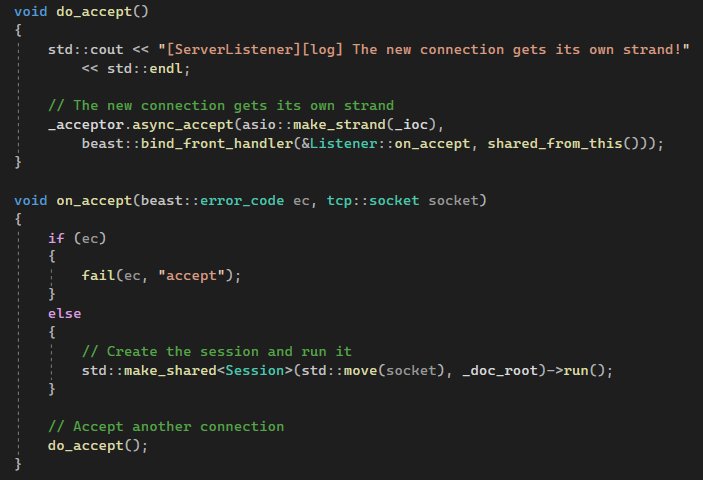 void do_accept()
{
    std::cout << "[ServerListener][log] The new connection gets its own strand!"
        << std::endl;

    // The new connection gets its own strand
    _acceptor.async_accept(asio::make_strand(_ioc),
        beast::bind_front_handler(&Listener::on_accept, shared_from_this()));
}

void on_accept(beast::error_code ec, tcp::socket socket)
{
    if (ec)
    {
        fail(ec, "accept");
    }
    else
    {
        // Create the session and run it
        std::make_shared<Session>(std::move(socket), _doc_root)->run();
    }

    // Accept another connection
    do_accept();
}